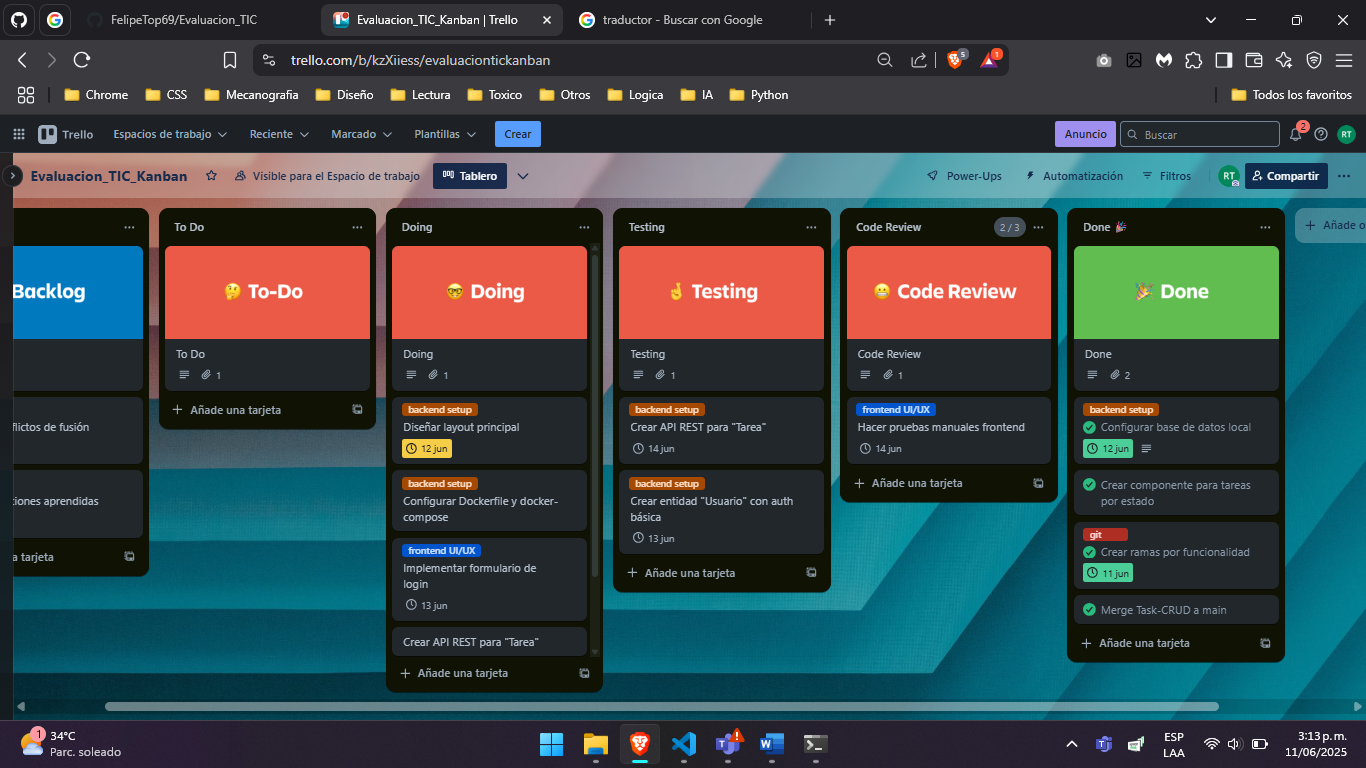 FelipeTop69/Evaluacion_TIC
Evaluacion_TIC_Kanban | Trello
traductor - Buscar con Google
trello.com/b/kzXiiess/evaluaciontickanban
5
1
Chrome
CSS
Mecanografia
Diseño
Lectura
Toxico
Otros
Logica
IA
Python
Todos los favoritos
Trello
Espacios de trabajo
Reciente
Marcado
Plantillas
Crear
Anuncio
Buscar
2
RT
Evaluacion_TIC_Kanban
Visible para el Espacio de trabajo
Tablero
Power-Ups
Automatización
Filtros
RT
Compartir
Backlog
flictos de fusión
ciones aprendidas
a tarjeta
To Do
🤔 To-Do
To Do
1
Añade una tarjeta
Doing
🤓 Doing
Doing
1
backend setup
Diseñar layout principal
12 jun
backend setup
Configurar Dockerfile y docker-
compose
frontend UI/UX
Implementar formulario de
login
13 jun
Crear API REST para "Tarea"
Añade una tarjeta
Testing
🤞 Testing
Testing
1
backend setup
Crear API REST para "Tarea"
14 jun
backend setup
Crear entidad "Usuario" con auth
básica
13 jun
Añade una tarjeta
Code Review
2 / 3
😀 Code Review
Code Review
1
frontend UI/UX
Hacer pruebas manuales frontend
14 jun
Añade una tarjeta
Done 🎉
🎉 Done
Done
2
backend setup
Configurar base de datos local
12 jun
Crear componente para tareas
por estado
git
Crear ramas por funcionalidad
11 jun
Merge Task-CRUD a main
Añade una tarjeta
Añade o
1
34°C
Parc. soleado
ESP
LAA
3:13 p. m.
11/06/2025